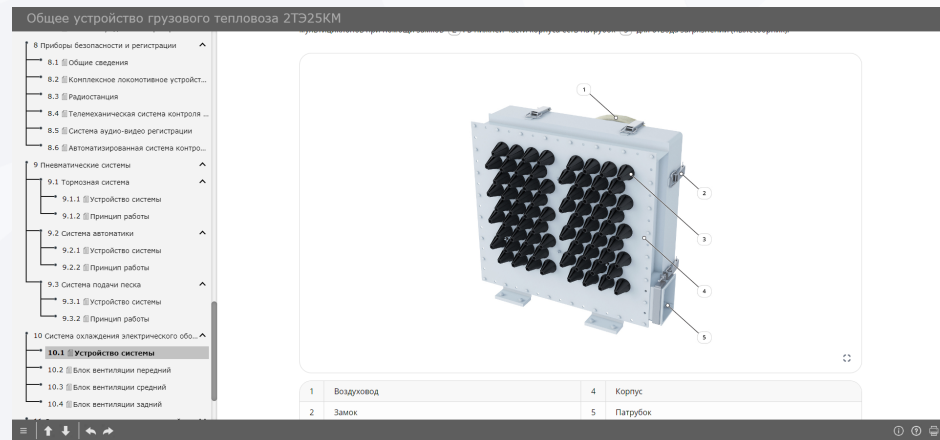 Общее устройство грузового тепловоза 2ТЭ25КМ
8 Приборы безопасности и регистрации
8.1 Общие сведения
8.2 Комплексное локомотивное устройст...
8.3 Радиостанция
8.4 Телемеханическая система контроля ...
8.5 Система аудио-видео регистрации
8.6 Автоматизированная система контро...
9 Пневматические системы
9.1 Тормозная система
9.1.1 Устройство системы
9.1.2 Принцип работы
9.2 Система автоматики
9.2.1 Устройство системы
9.2.2 Принцип работы
9.3 Система подачи песка
9.3.1 Устройство системы
9.3.2 Принцип работы
10 Система охлаждения электрического обо...
10.1 Устройство системы
10.2 Блок вентиляции передний
10.3 Блок вентиляции средний
10.4 Блок вентиляции задний
1
2
3
4
5
1 Воздуховод 4 Корпус
2 Замок 5 Патрубок